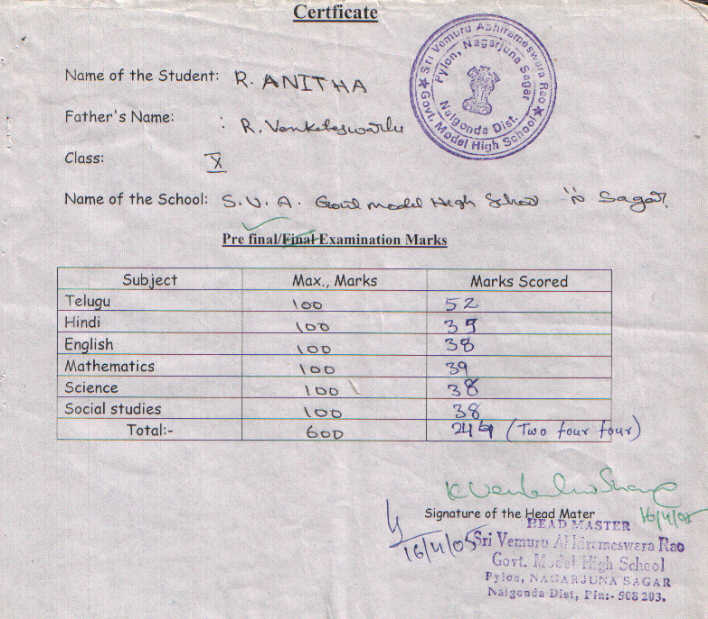 Certficate
Sri Vemuru Abhirameswara Rao
Govt. Model High School
Pylon, Nagarjuna Sagar
Nalgonda Dist.
Name of the Student: R. ANITHA
Father's Name: : R. Venkateswarlu
Class: X
Name of the School: S.V.A. Govt model High School N Sagar.
Pre final/Final Examination Marks
Subject Max., Marks Marks Scored
Telugu 100 52
Hindi 100 39
English 100 38
Mathematics 100 39
Science 100 38
Social studies 100 38
Total:- 600 244 (Two four four)
Signature of the Head Mater 16/4/05
16/4/05
HEAD MASTER
Sri Vemuru Abhirameswara Rao
Govt. Model High School
Pylon, NAGARJUNA SAGAR
Nalgonda Dist, Pin:- 508 203.